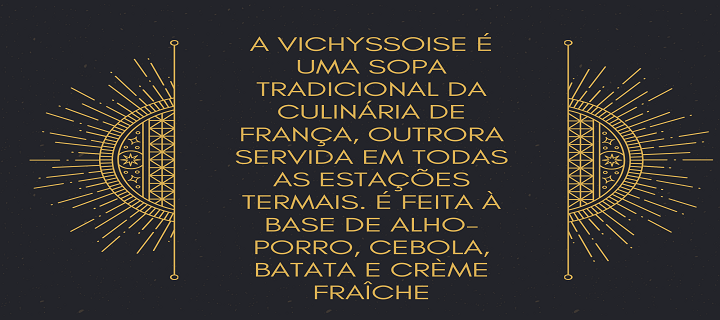 A VICHYSSOISE É
UMA SOPA
TRADICIONAL DA
CULINÁRIA DE
FRANÇA, OUTRORA
SERVIDA EM TODAS
AS ESTAÇÕES
TERMAIS. É FEITA À
BASE DE ALHO-
PORRO, CEBOLA,
BATATA E CRÈME
FRAÎCHE